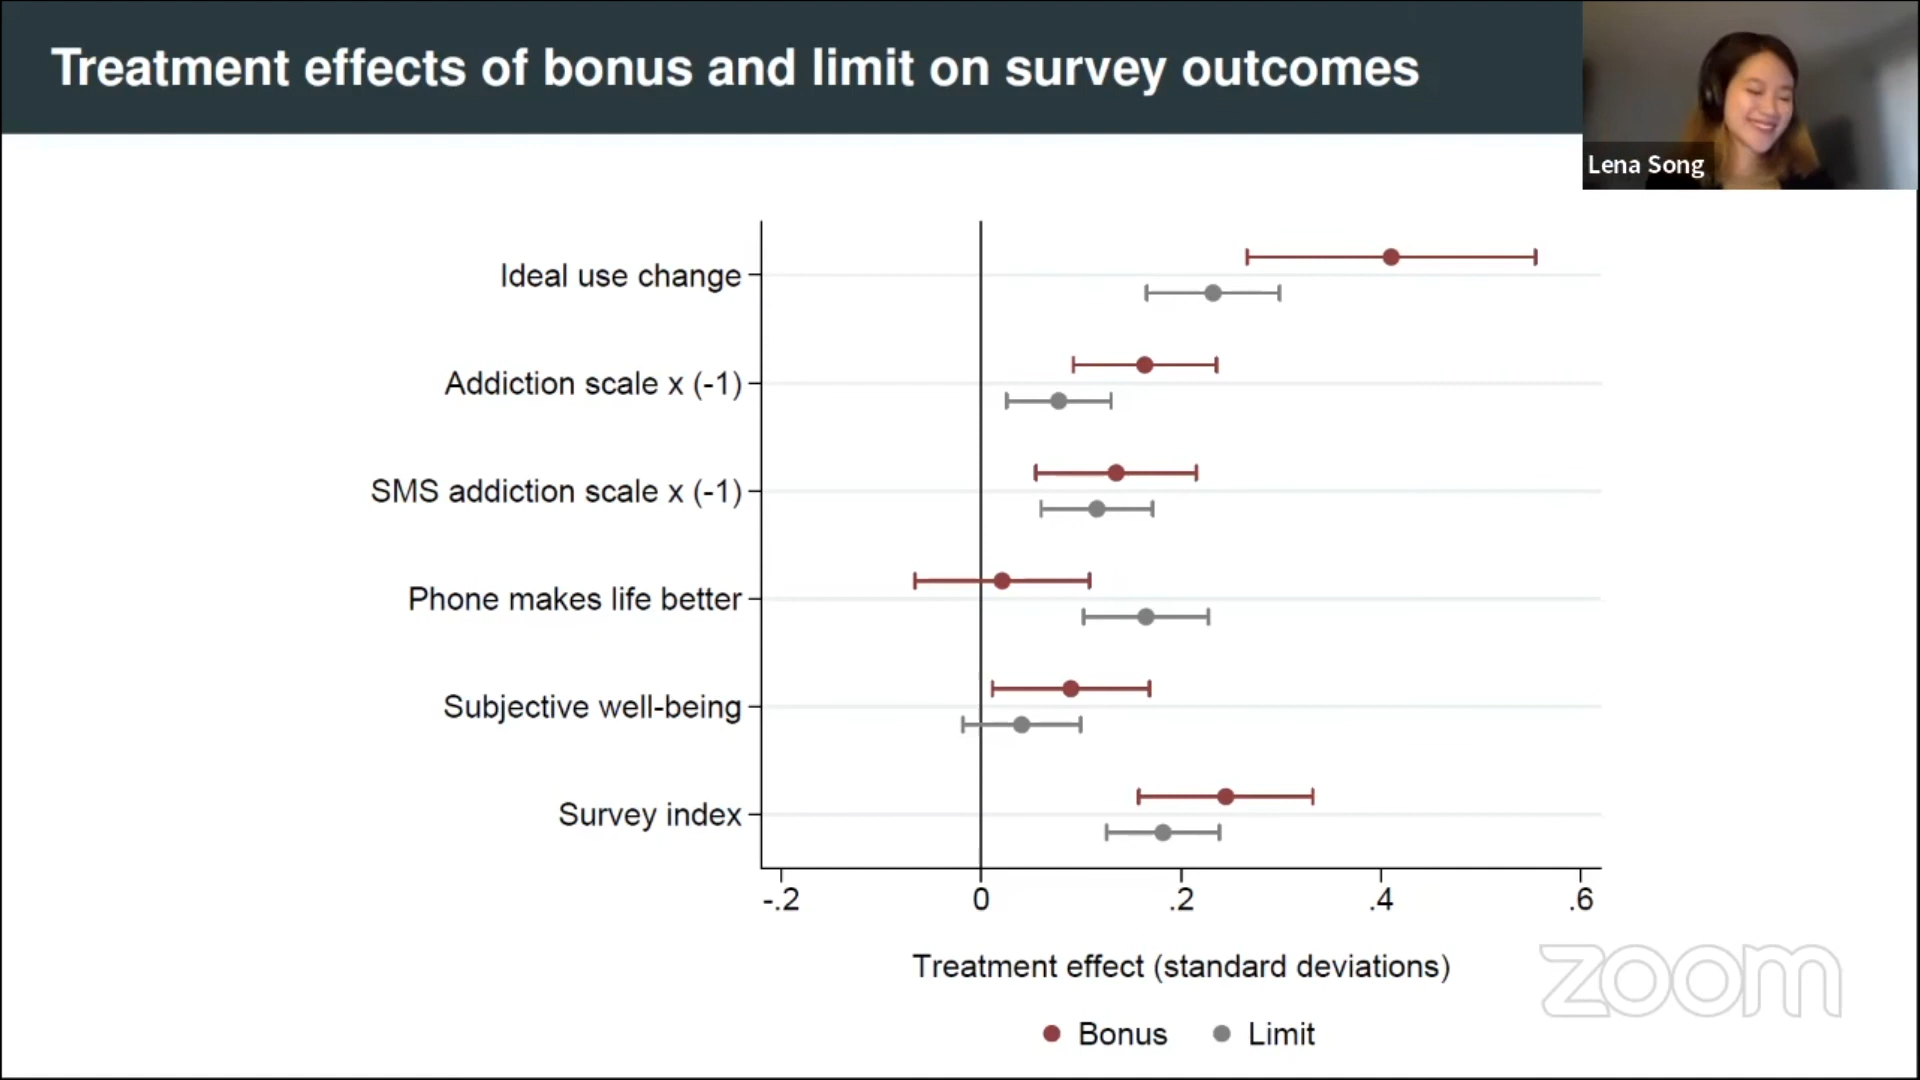 Treatment effects of bonus and limit on survey outcomes
Lena Song
Ideal use change
Addiction scale x (-1)
SMS addiction scale x (-1)
Phone makes life better
Subjective well-being
Survey index
-.2 0 .2 .4 .6
Treatment effect (standard deviations)
Bonus Limit
zoom